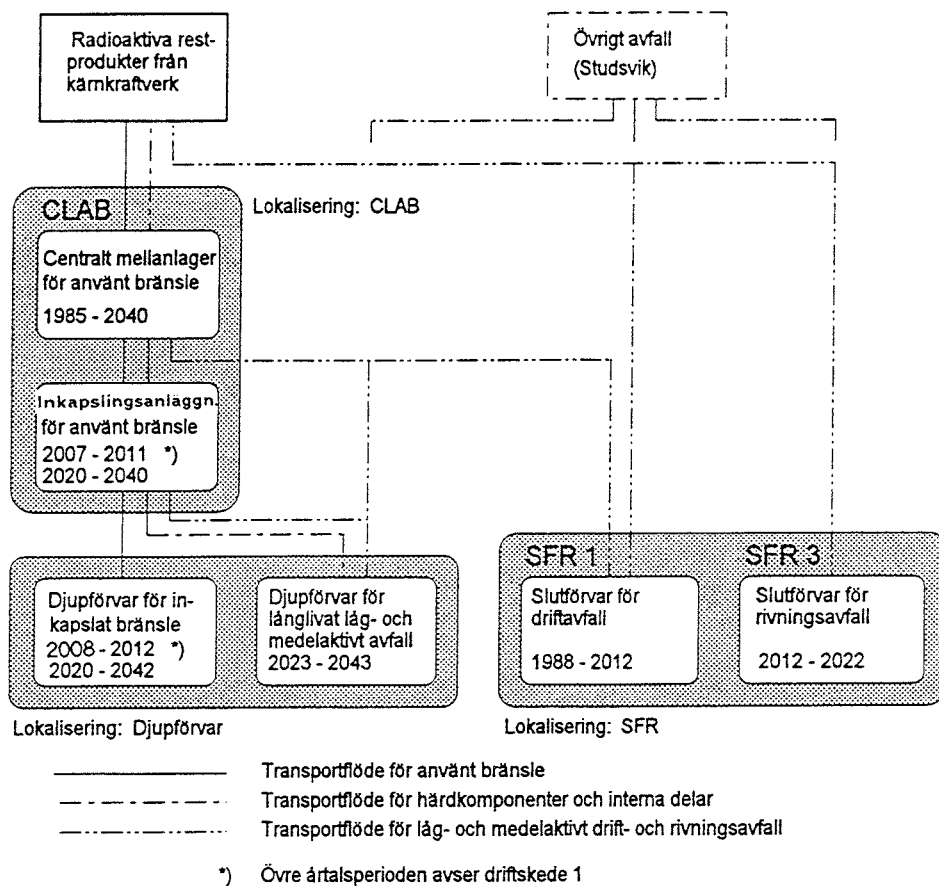 Radioaktiva rest-
produkter från
kärnkraftverk
Övrigt avfall
(Studsvik)
CLAB
Lokalisering: CLAB
Centralt mellanlager
för använt bränsle
1985 - 2040
Inkapslingsanläggn.
för använt bränsle
2007 - 2011 *)
2020 - 2040
Djupförvar för in-
kapslat bränsle
2008 - 2012 *)
2020 - 2042
Djupförvar för
långlivat låg- och
medelaktivt avfall
2023 - 2043
Lokalisering: Djupförvar
SFR 1
Slutförvar för
driftavfall
1988 - 2012
SFR 3
Slutförvar för
rivningsavfall
2012 - 2022
Lokalisering: SFR
Transportflöde för använt bränsle
Transportflöde för härdkomponenter och interna delar
Transportflöde för låg- och medelaktivt drift- och rivningsavfall
*) Övre årtalsperioden avser driftskede 1